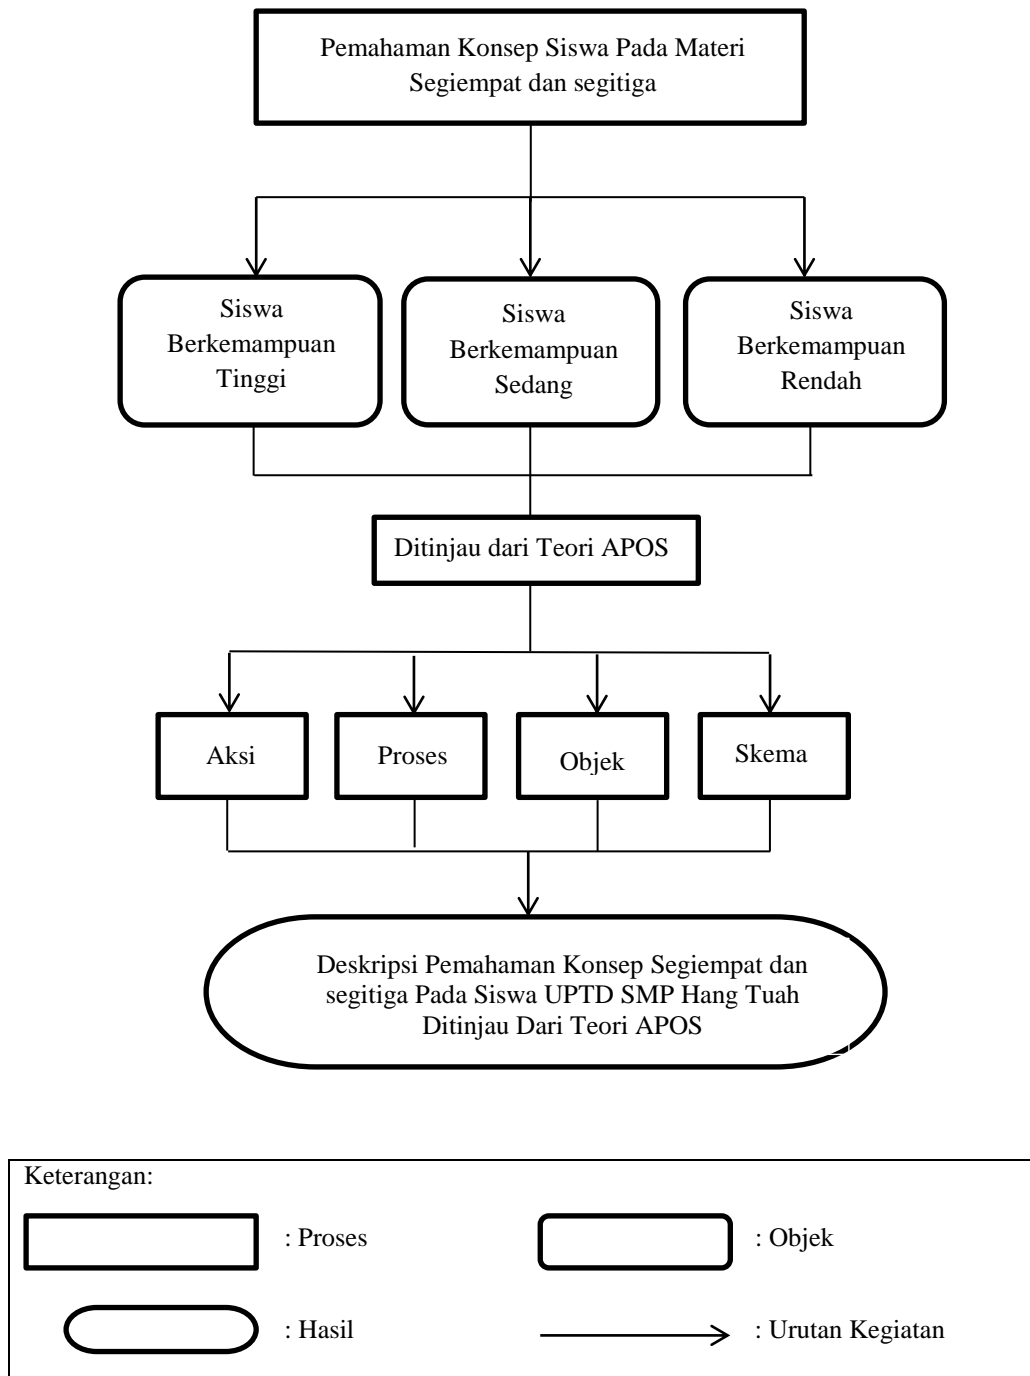 Pemahaman Konsep Siswa Pada Materi
Segiempat dan segitiga
Siswa
Berkemampuan
Tinggi
Siswa
Berkemampuan
Sedang
Siswa
Berkemampuan
Rendah
Ditinjau dari Teori APOS
Aksi
Proses
Objek
Skema
Deskripsi Pemahaman Konsep Segiempat dan
segitiga Pada Siswa UPTD SMP Hang Tuah
Ditinjau Dari Teori APOS
Keterangan:
: Proses
: Objek
: Hasil
: Urutan Kegiatan